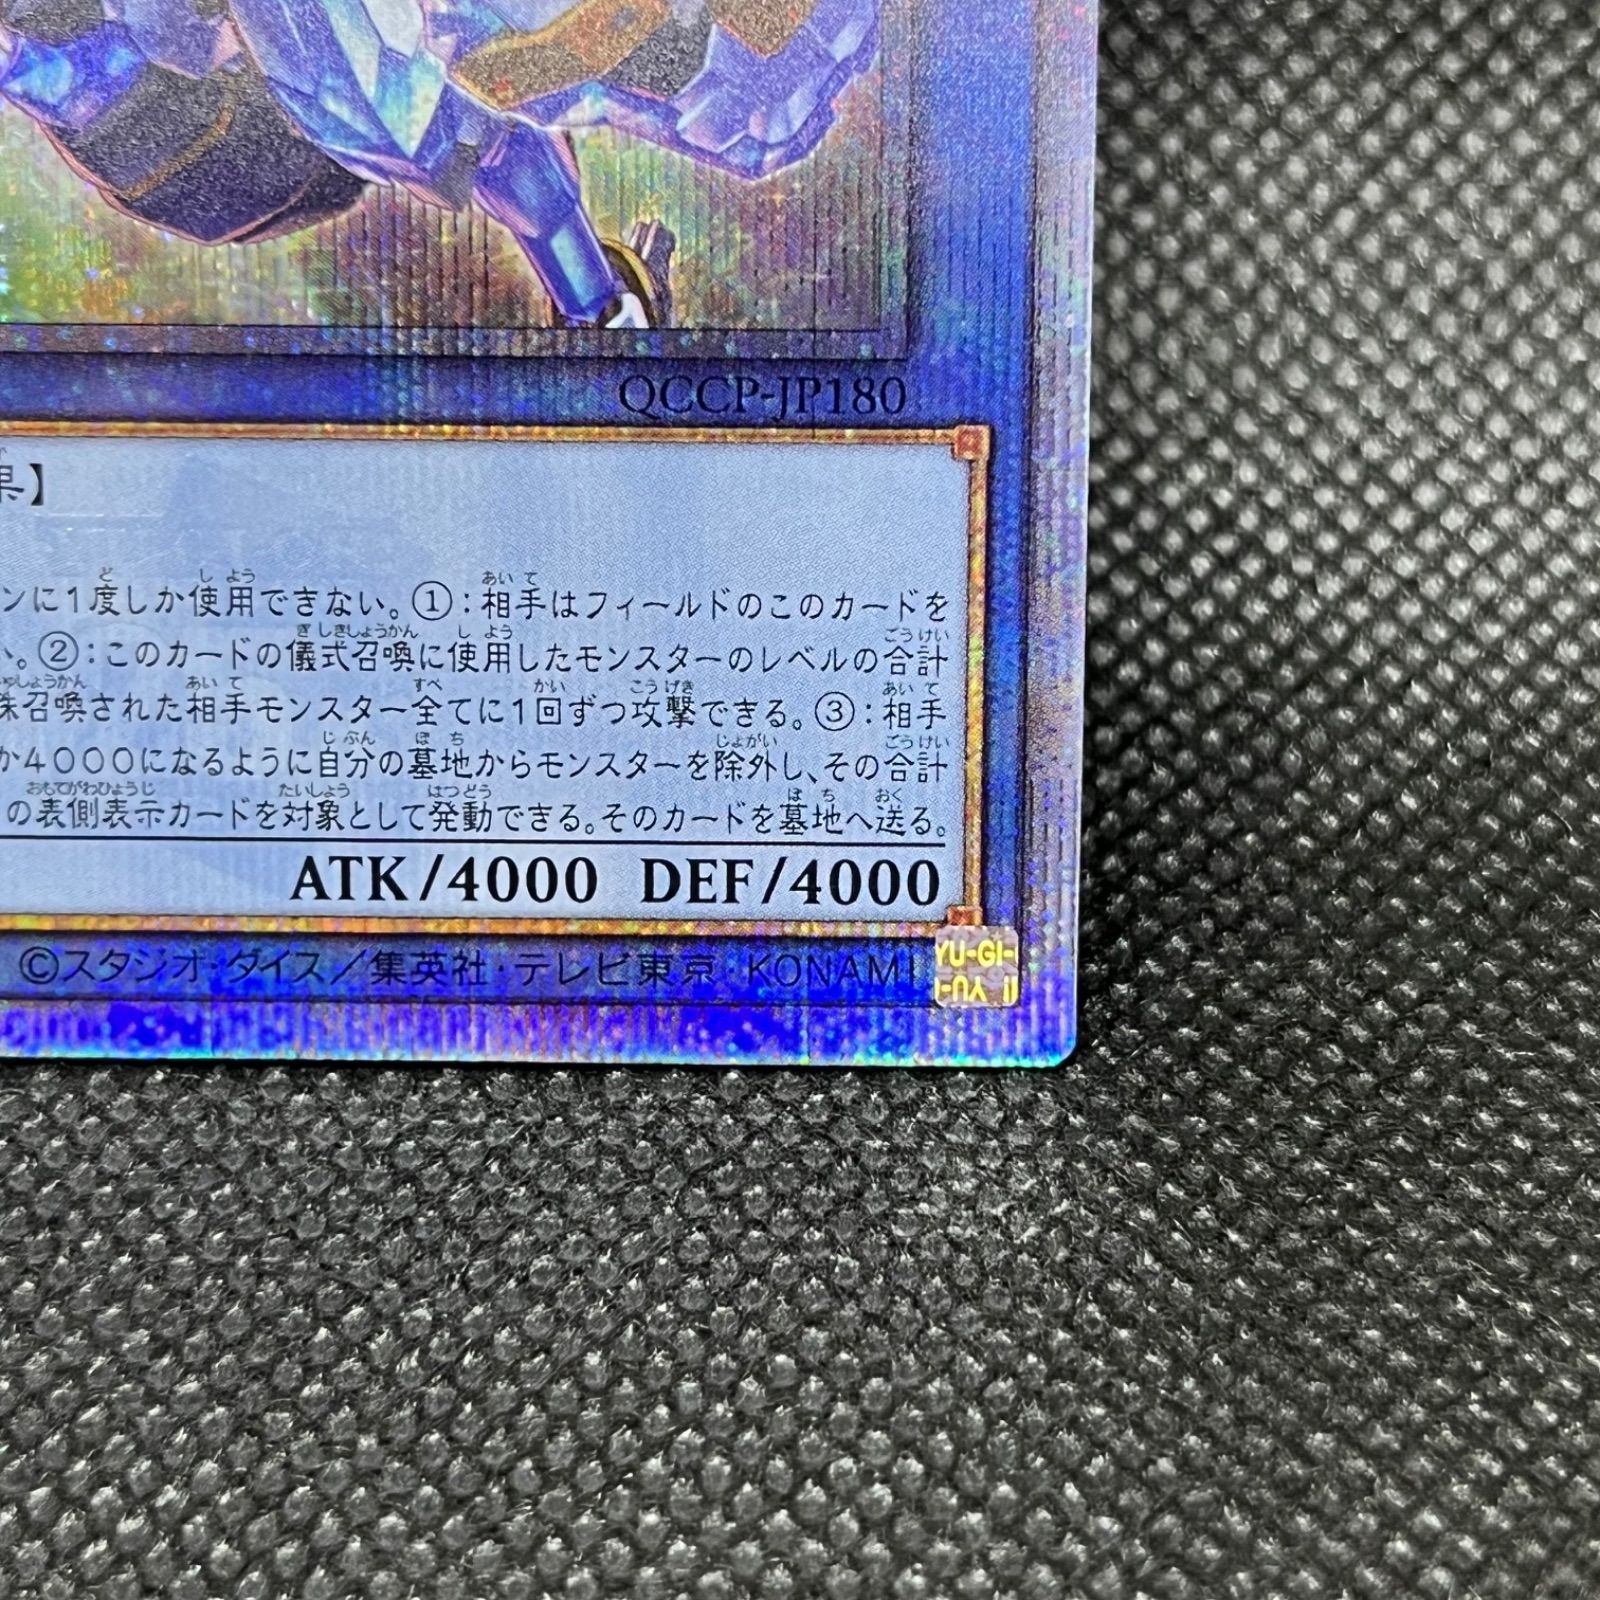 QCCP-JP180
果】
ンに1度しか使用できない。①:相手はフィールドのこのカードを
。②:このカードの儀式召喚に使用したモンスターのレベルの合計
殊召喚された相手モンスター全てに1回ずつ攻撃できる。③:相手
か4000になるように自分の墓地からモンスターを除外し、その合計
の表側表示カードを対象として発動できる。そのカードを墓地へ送る。
ATK/4000 DEF/4000
©スタジオ・ダイス/集英社・テレビ東京・KONAMI
YU-GI-